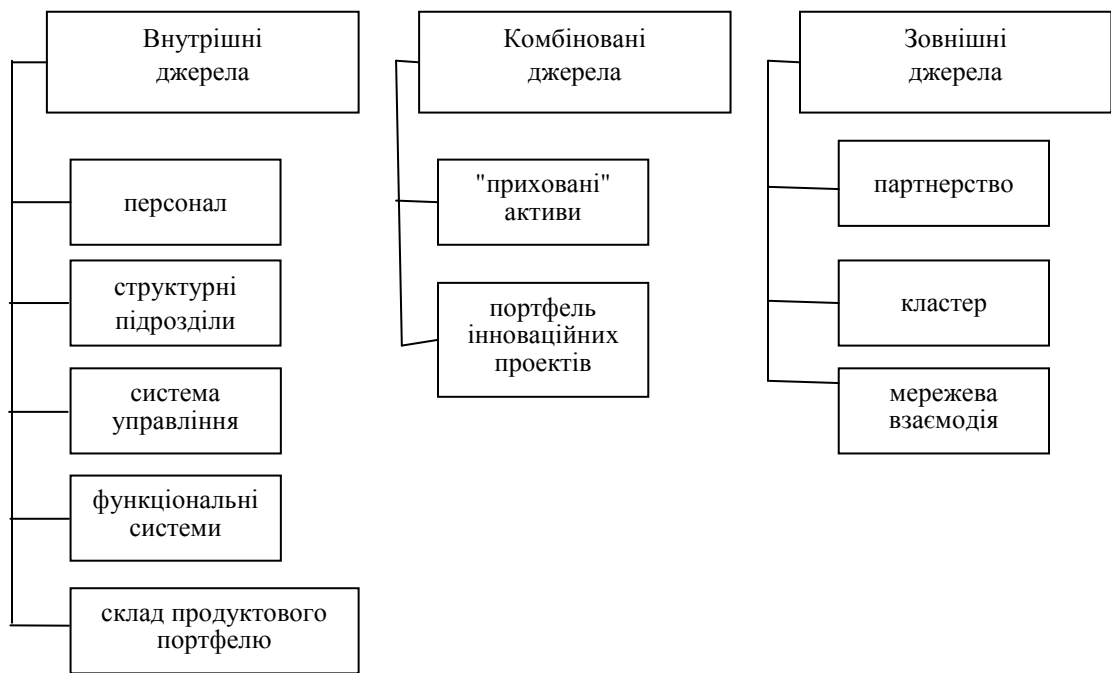 Внутрішні
джерела
персонал
структурні
підрозділи
система
управління
функціональні
системи
склад продуктового
портфелю
Комбіновані
джерела
"приховані"
активи
портфель
інноваційних
проектів
Зовнішні
джерела
партнерство
кластер
мережева
взаємодія